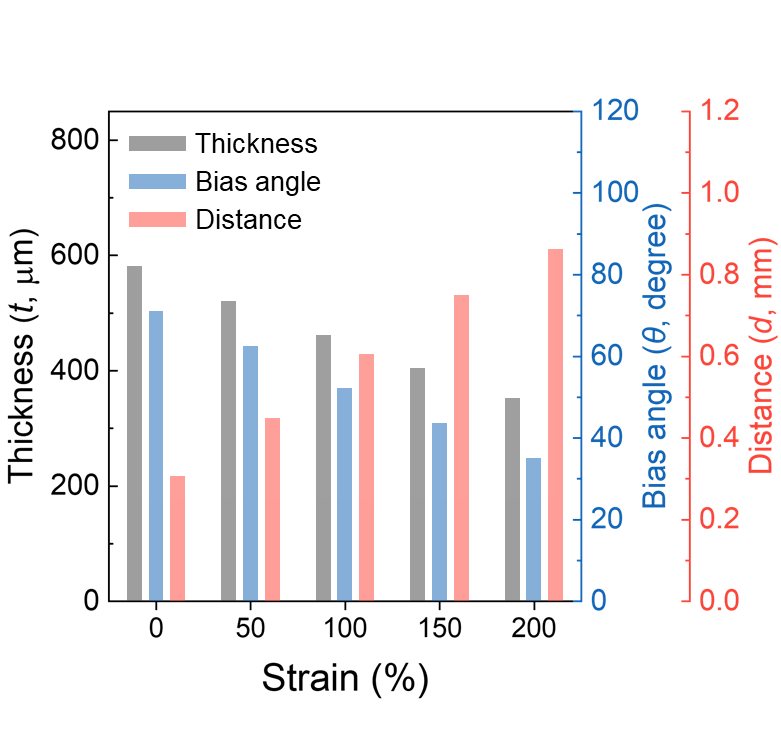 Thickness (t, μm)
800
600
400
200
0
Thickness
Bias angle
Distance
120
100
80
60
40
20
0
Bias angle (θ, degree)
1.2
1.0
0.8
0.6
0.4
0.2
0.0
Distance (d, mm)
0 50 100 150 200
Strain (%)